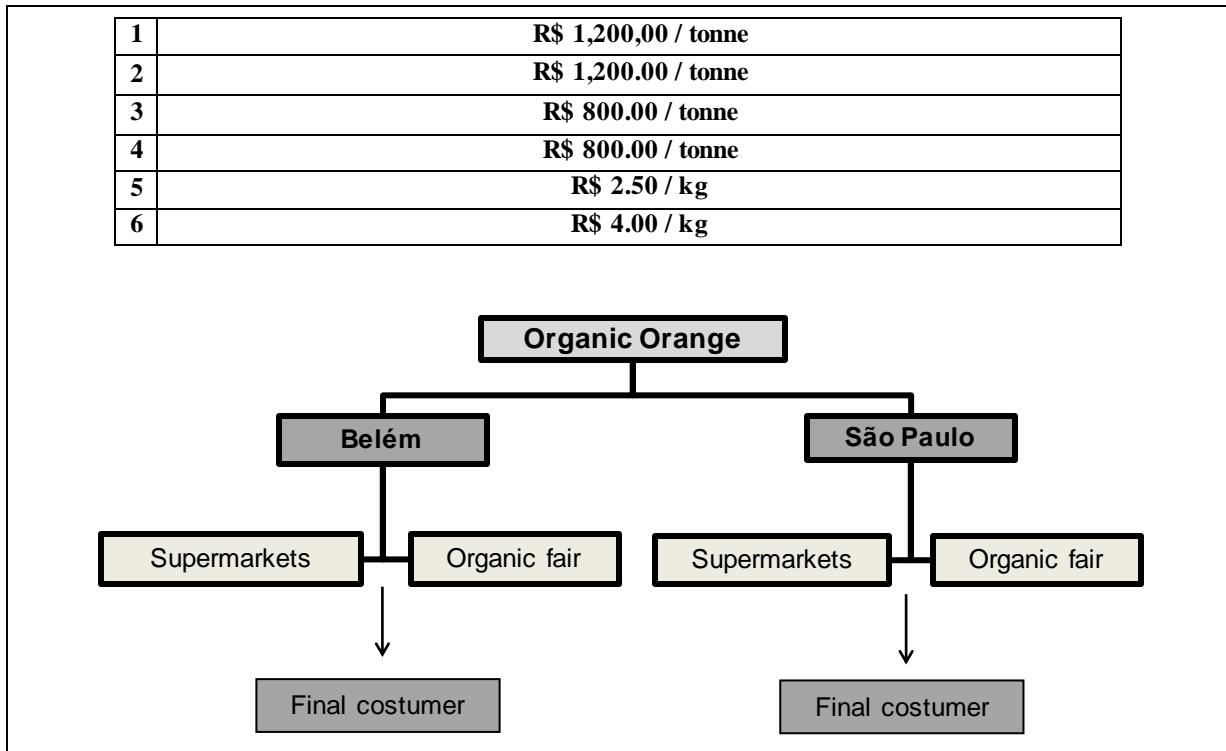 1 R$ 1,200,00 / tonne
2 R$ 1,200.00 / tonne
3 R$ 800.00 / tonne
4 R$ 800.00 / tonne
5 R$ 2.50 / kg
6 R$ 4.00 / kg
Organic Orange
Belém São Paulo
Supermarkets Organic fair Supermarkets Organic fair
Final costumer Final costumer